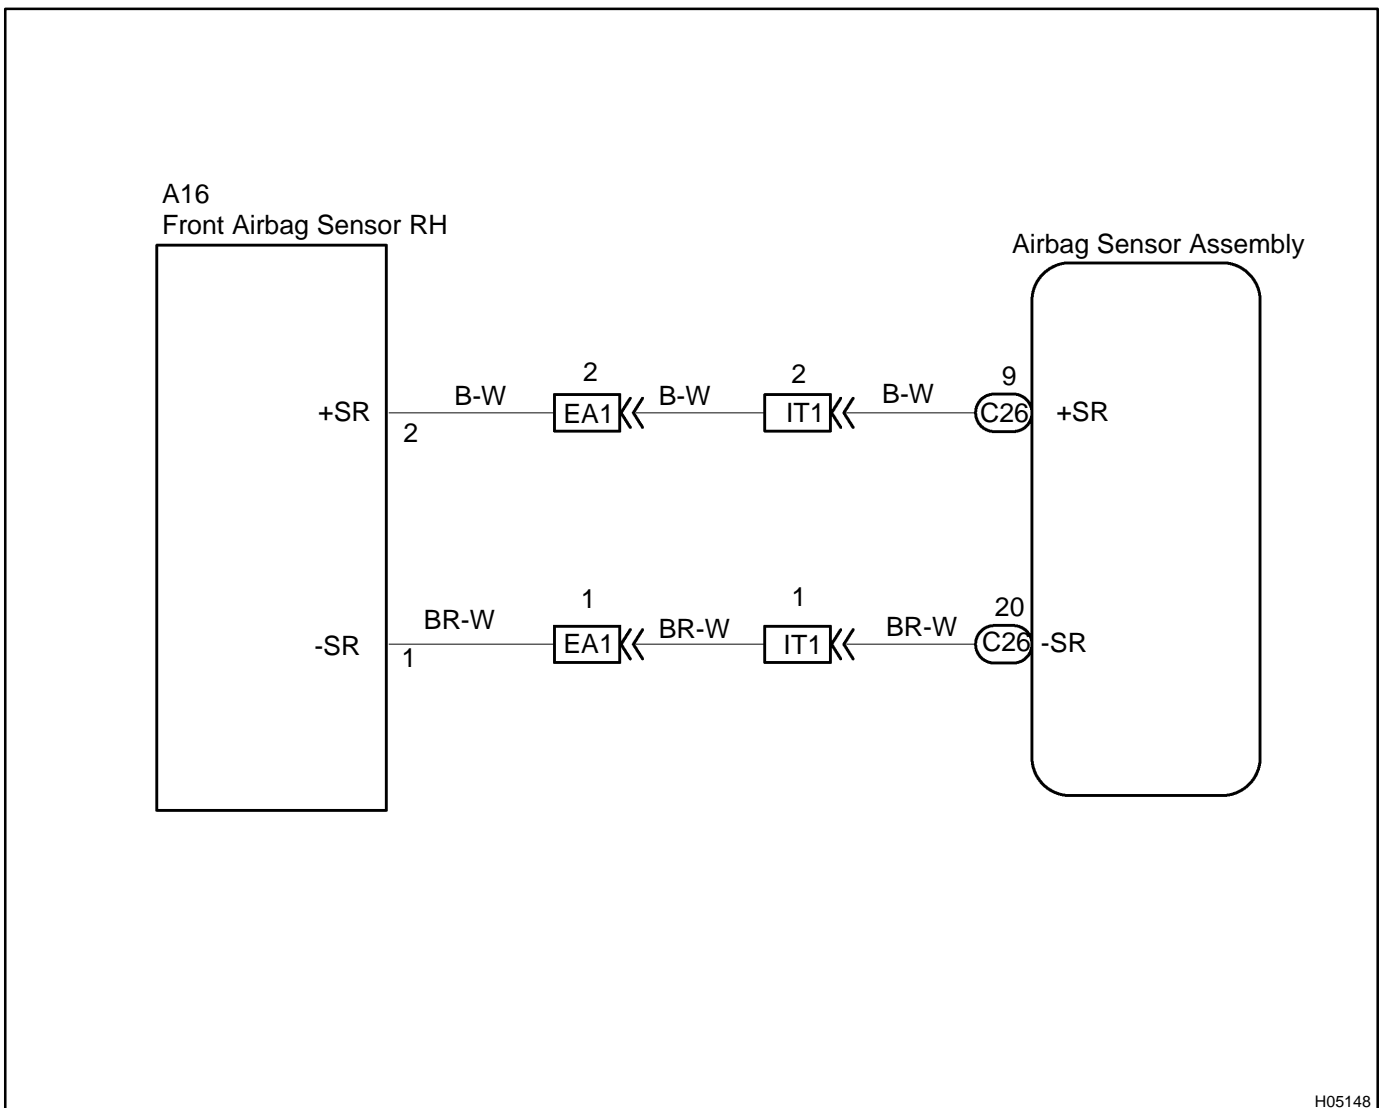 A16
Front Airbag Sensor RH
Airbag Sensor Assembly
+SR
2
B-W
2
EA1
B-W
2
IT1
B-W
9
C26
+SR
-SR
1
BR-W
1
EA1
BR-W
1
IT1
BR-W
20
C26
-SR
H05148